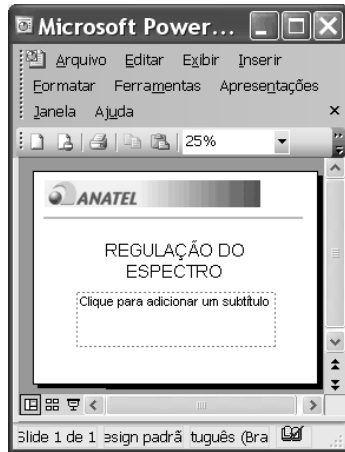 Microsoft Power...
Arquivo Editar Exibir Inserir
Formatar Ferramentas Apresentações
Janela Ajuda
25%
ANATEL
REGULAÇÃO DO
ESPECTRO
Clique para adicionar um subtítulo
Slide 1 de 1 esign padrã tuguês (Bra